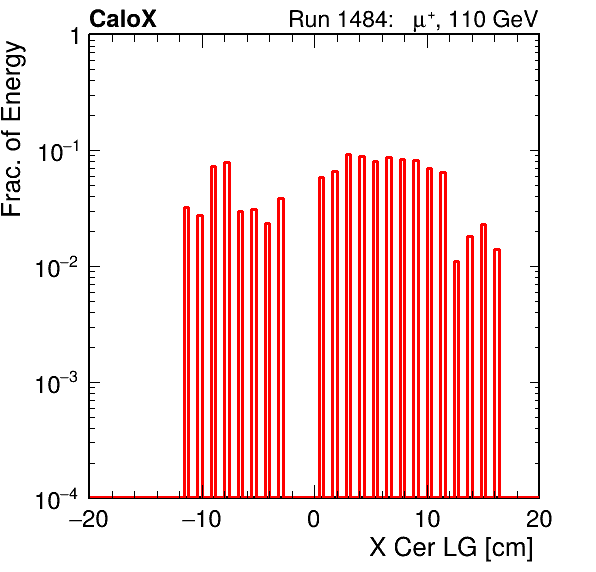 CaloX Run 1484: μ⁺, 110 GeV
Frac. of Energy
1
10⁻¹
10⁻²
10⁻³
10⁻⁴
−20 −10 0 10 20
X Cer LG [cm]